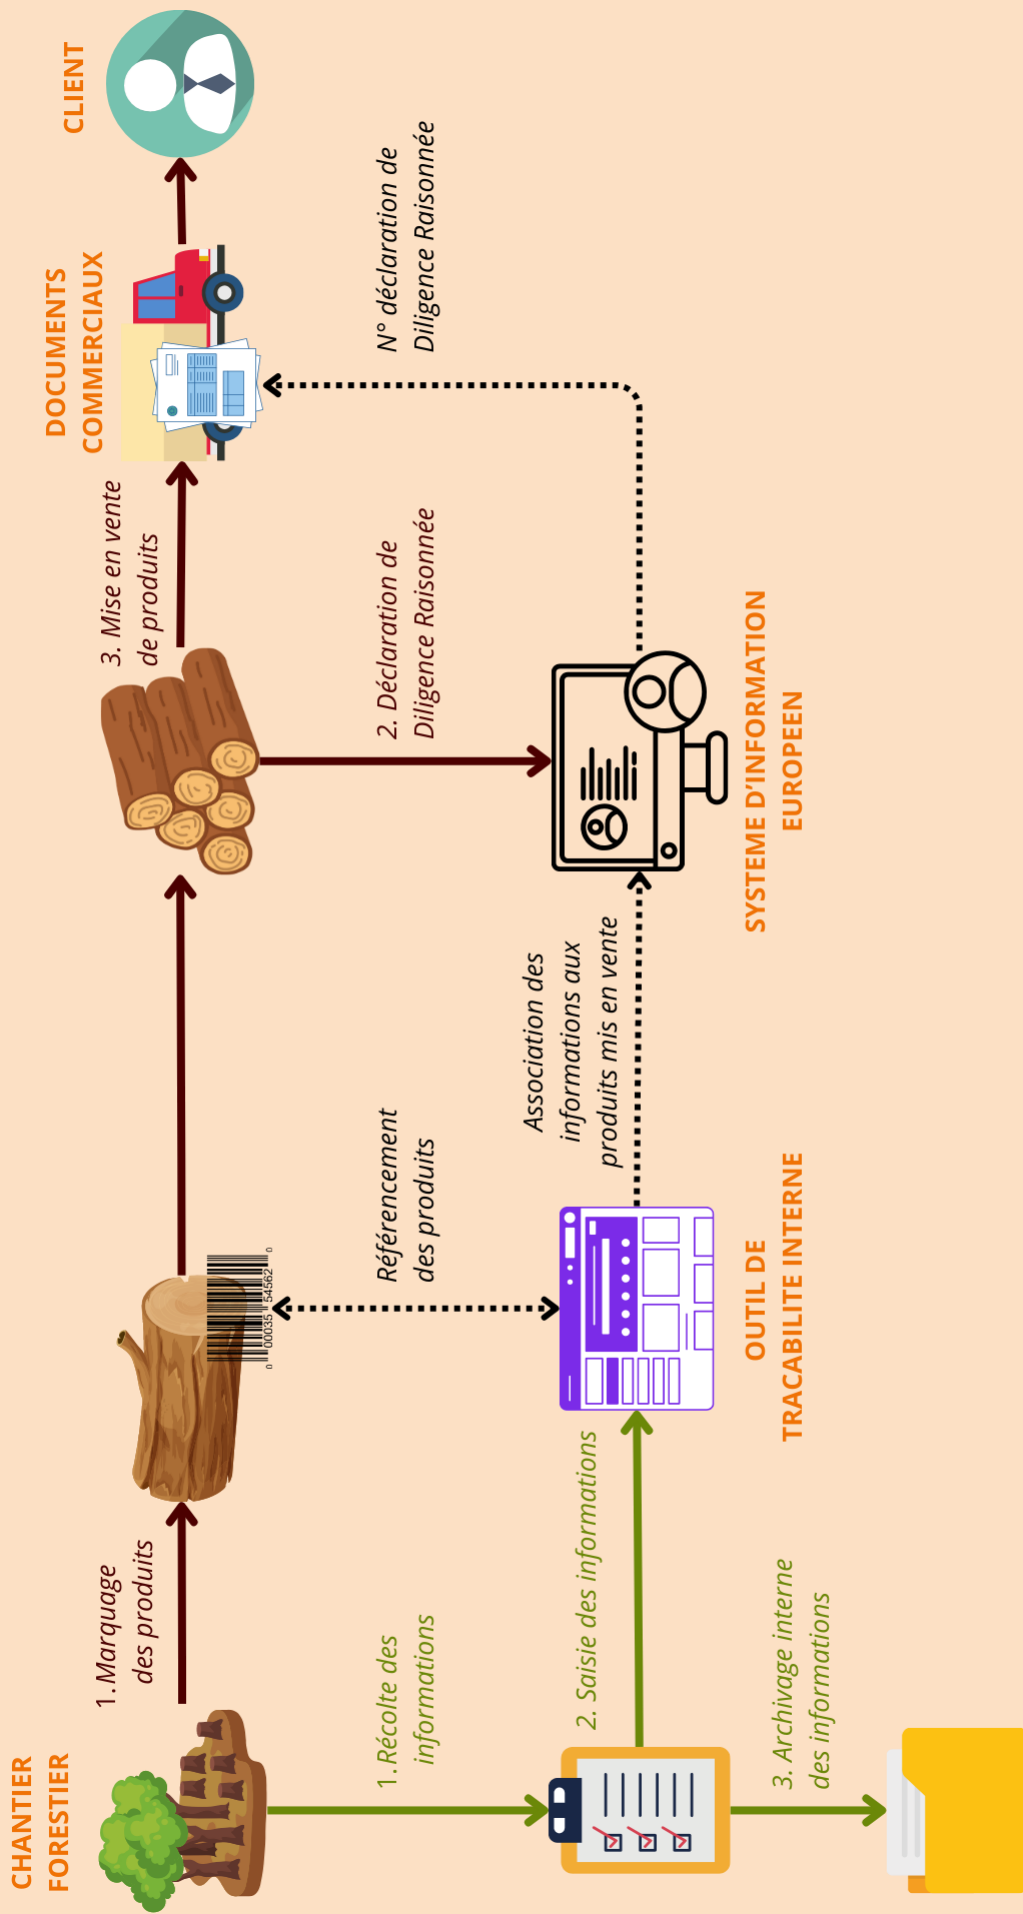 CHANTIER
FORESTIER
1. Marquage
des produits
3. Mise en vente
de produits
DOCUMENTS
COMMERCIAUX
CLIENT
0 00035 54562 0
1. Récolte des
informations
Référencement
des produits
2. Déclaration de
Diligence Raisonnée
N° déclaration de
Diligence Raisonnée
2. Saisie des informations
Association des
informations aux
produits mis en vente
OUTIL DE
TRACABILITE INTERNE
SYSTEME D'INFORMATION
EUROPEEN
3. Archivage interne
des informations